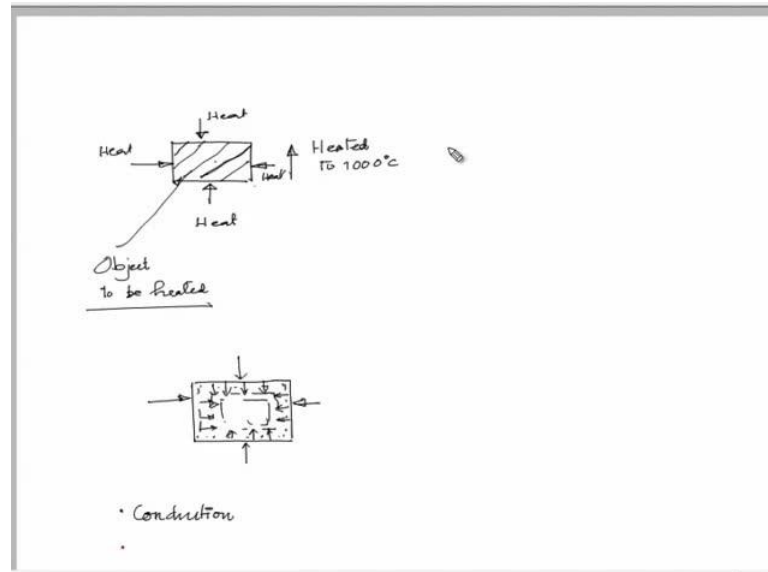 Heat
Heat
Heated
to 1000°C
Heat
Heat
Object
to be heated
• Conduction
•